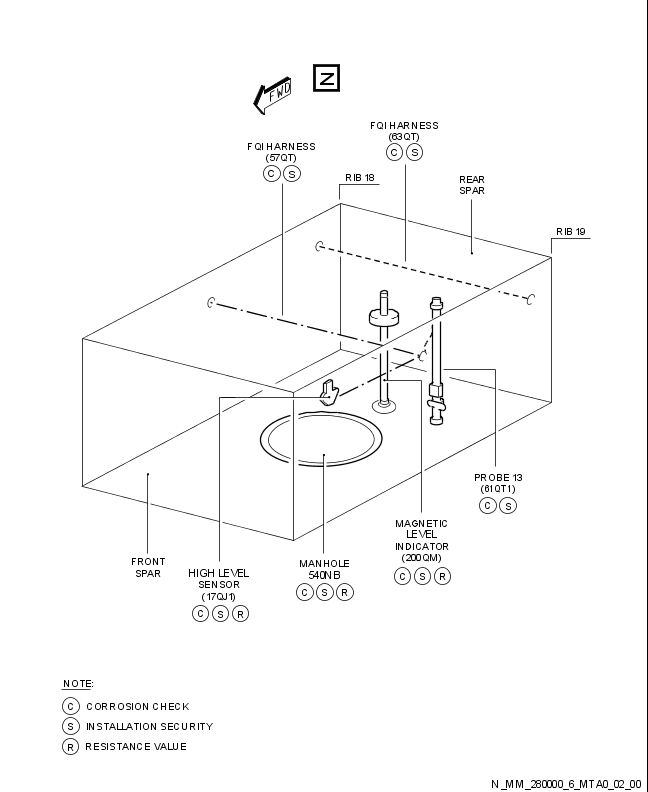 FWD
Z
FQI HARNESS
(63QT)
C S
FQI HARNESS
(57QT)
C S
RIB 18
REAR
SPAR
RIB 19
PROBE 13
(61QT1)
C S
MAGNETIC
LEVEL
INDICATOR
(200QM)
C S R
FRONT
SPAR
HIGH LEVEL
SENSOR
(17QJ1)
C S R
MANHOLE
540NB
C S R
NOTE:
C CORROSION CHECK
S INSTALLATION SECURITY
R RESISTANCE VALUE
N_MM_280000_6_MTA0_02_00